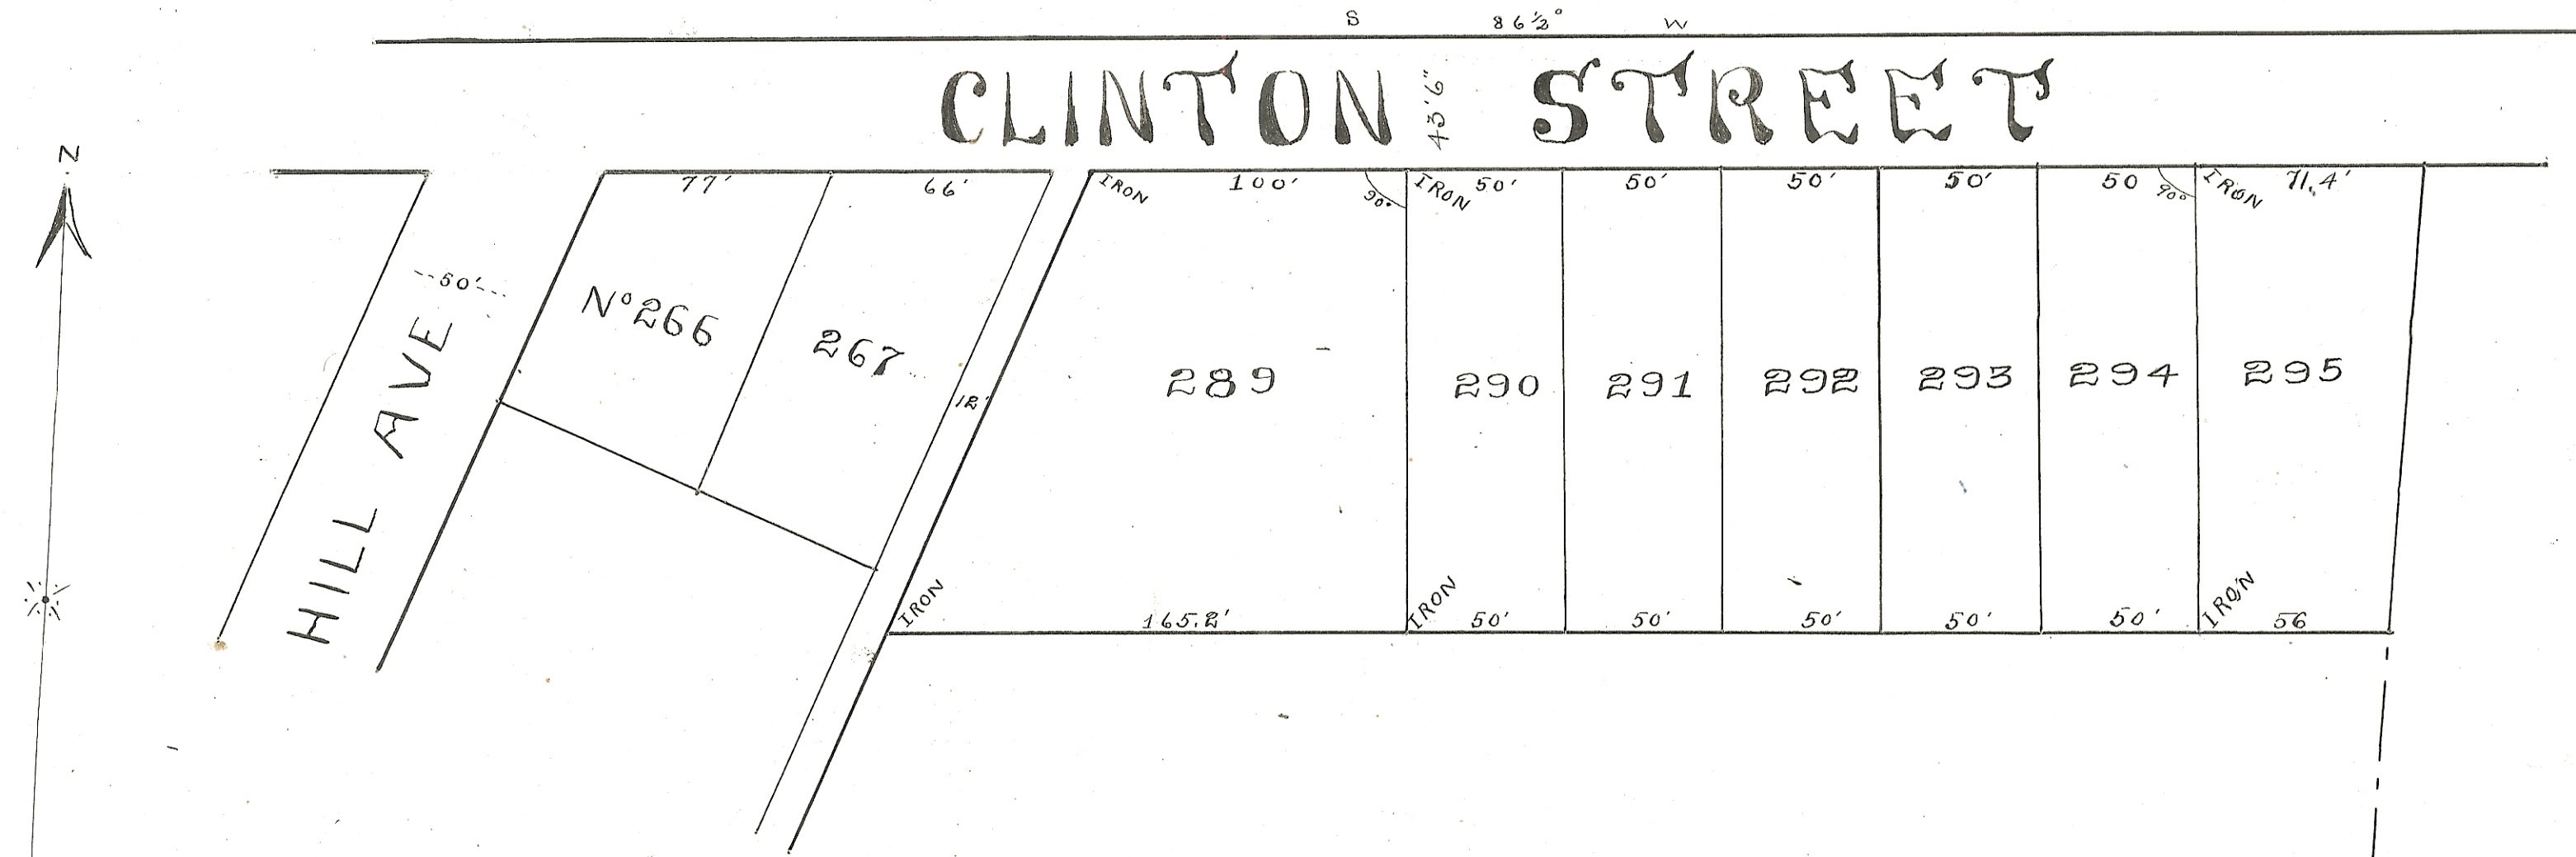 S 86½° W
CLINTON STREET
43'6"
N
77' 66' IRON 100' 90° IRON 50' 50' 50' 50' 50 90° IRON 71.4'
--50'---
HILL AVE
Nº266
267
12'
289
290
291
292
293
294
295
IRON 165.2' IRON 50' 50' 50' 50' 50' IRON 56